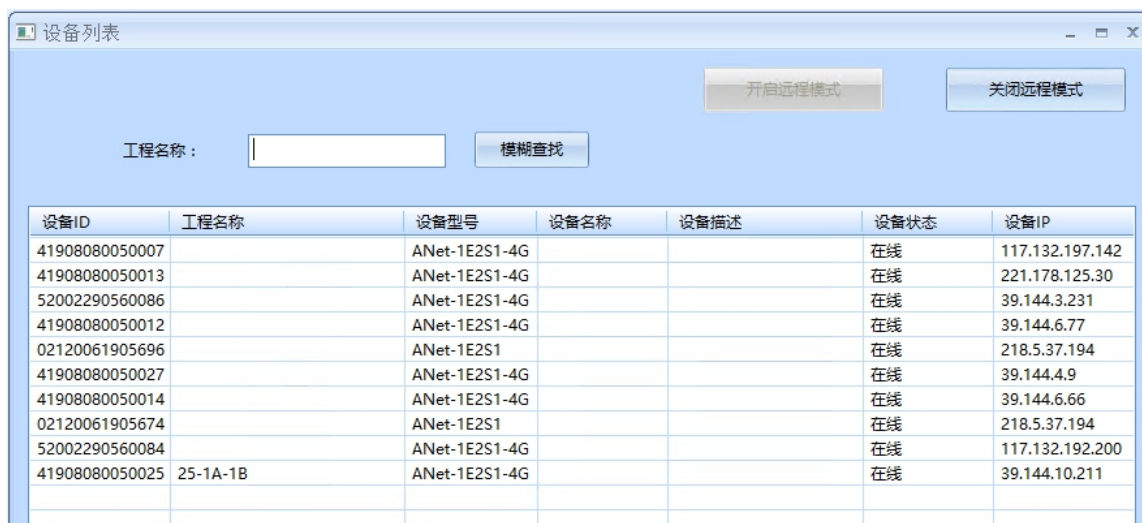 设备列表
开启远程模式 关闭远程模式
工程名称： 模糊查找
设备ID 工程名称 设备型号 设备名称 设备描述 设备状态 设备IP
41908080050007 ANet-1E2S1-4G 在线 117.132.197.142
41908080050013 ANet-1E2S1-4G 在线 221.178.125.30
52002290560086 ANet-1E2S1-4G 在线 39.144.3.231
41908080050012 ANet-1E2S1-4G 在线 39.144.6.77
02120061905696 ANet-1E2S1 在线 218.5.37.194
41908080050027 ANet-1E2S1-4G 在线 39.144.4.9
41908080050014 ANet-1E2S1-4G 在线 39.144.6.66
02120061905674 ANet-1E2S1 在线 218.5.37.194
52002290560084 ANet-1E2S1-4G 在线 117.132.192.200
41908080050025 25-1A-1B ANet-1E2S1-4G 在线 39.144.10.211